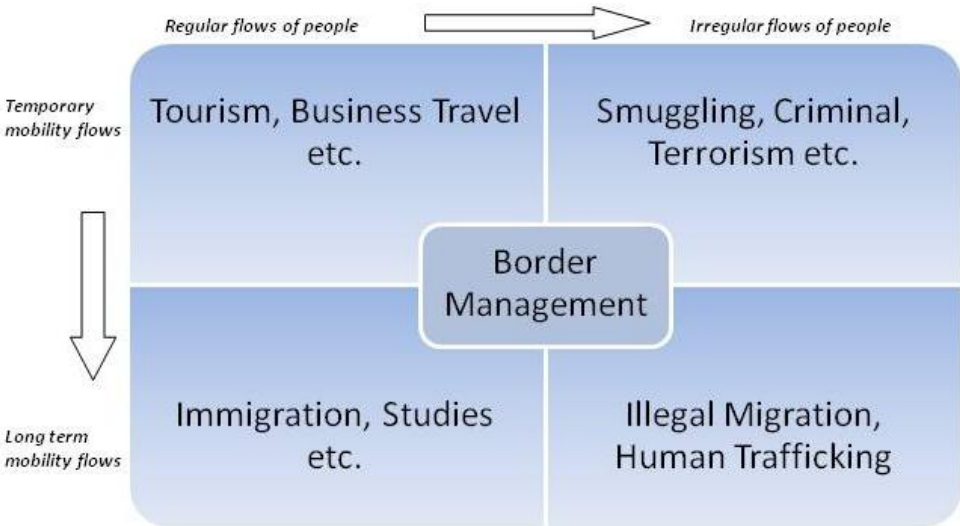 Regular flows of people
Irregular flows of people
Temporary
mobility flows
Tourism, Business Travel
etc.
Smuggling, Criminal,
Terrorism etc.
Border
Management
Long term
mobility flows
Immigration, Studies
etc.
Illegal Migration,
Human Trafficking